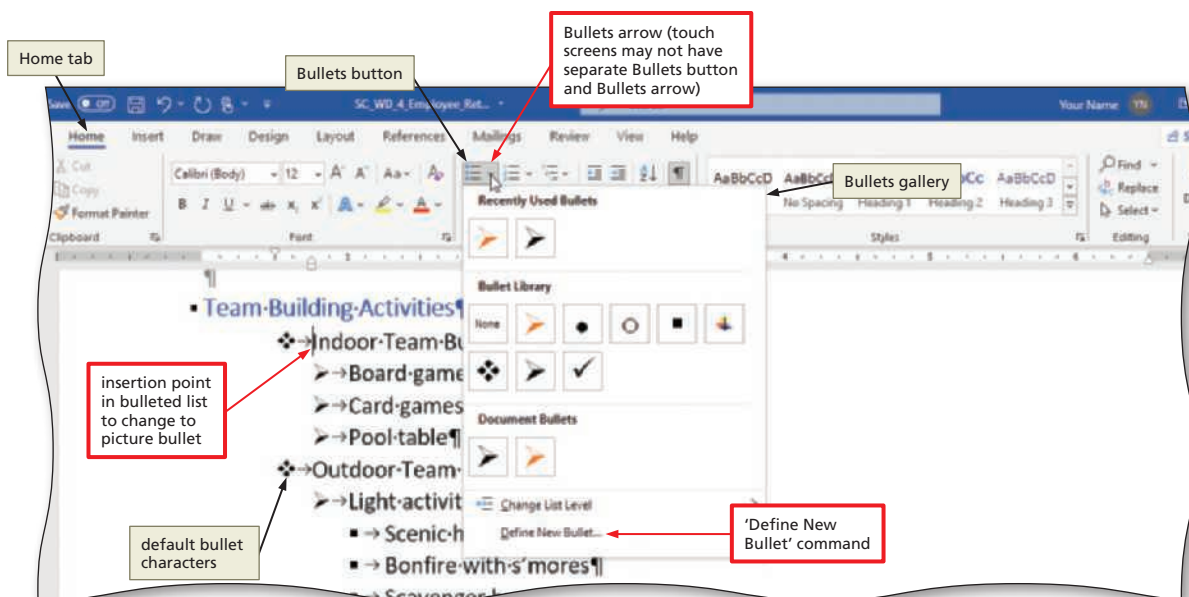 Home tab
Bullets button
Bullets arrow (touch
screens may not have
separate Bullets button
and Bullets arrow)
Save Off SC_WD_4_Employee_Ret... Your Name YN
Home Insert Draw Design Layout References Mailings Review View Help
Cut
Copy
Format Painter
Clipboard
Calibri (Body) 12 A A Aa
B I U ab x x A A
Font
AaBbCcD AaBbCc
Bullets gallery
Cc AaBbCcD
No Spacing Heading 1 Heading 2 Heading 3
Styles
Find
Replace
Select
Editing
Recently Used Bullets
Bullet Library
None
Document Bullets
Change List Level
Define New Bullet...
'Define New
Bullet' command
¶
▪ Team·Building·Activities¶
❖→Indoor·Team·Bu
➢→Board·game
➢→Card·games
➢→Pool·table¶
❖→Outdoor·Team·
➢→Light·activit
▪→Scenic·h
▪→Bonfire·with·s'mores¶
insertion point
in bulleted list
to change to
picture bullet
default bullet
characters